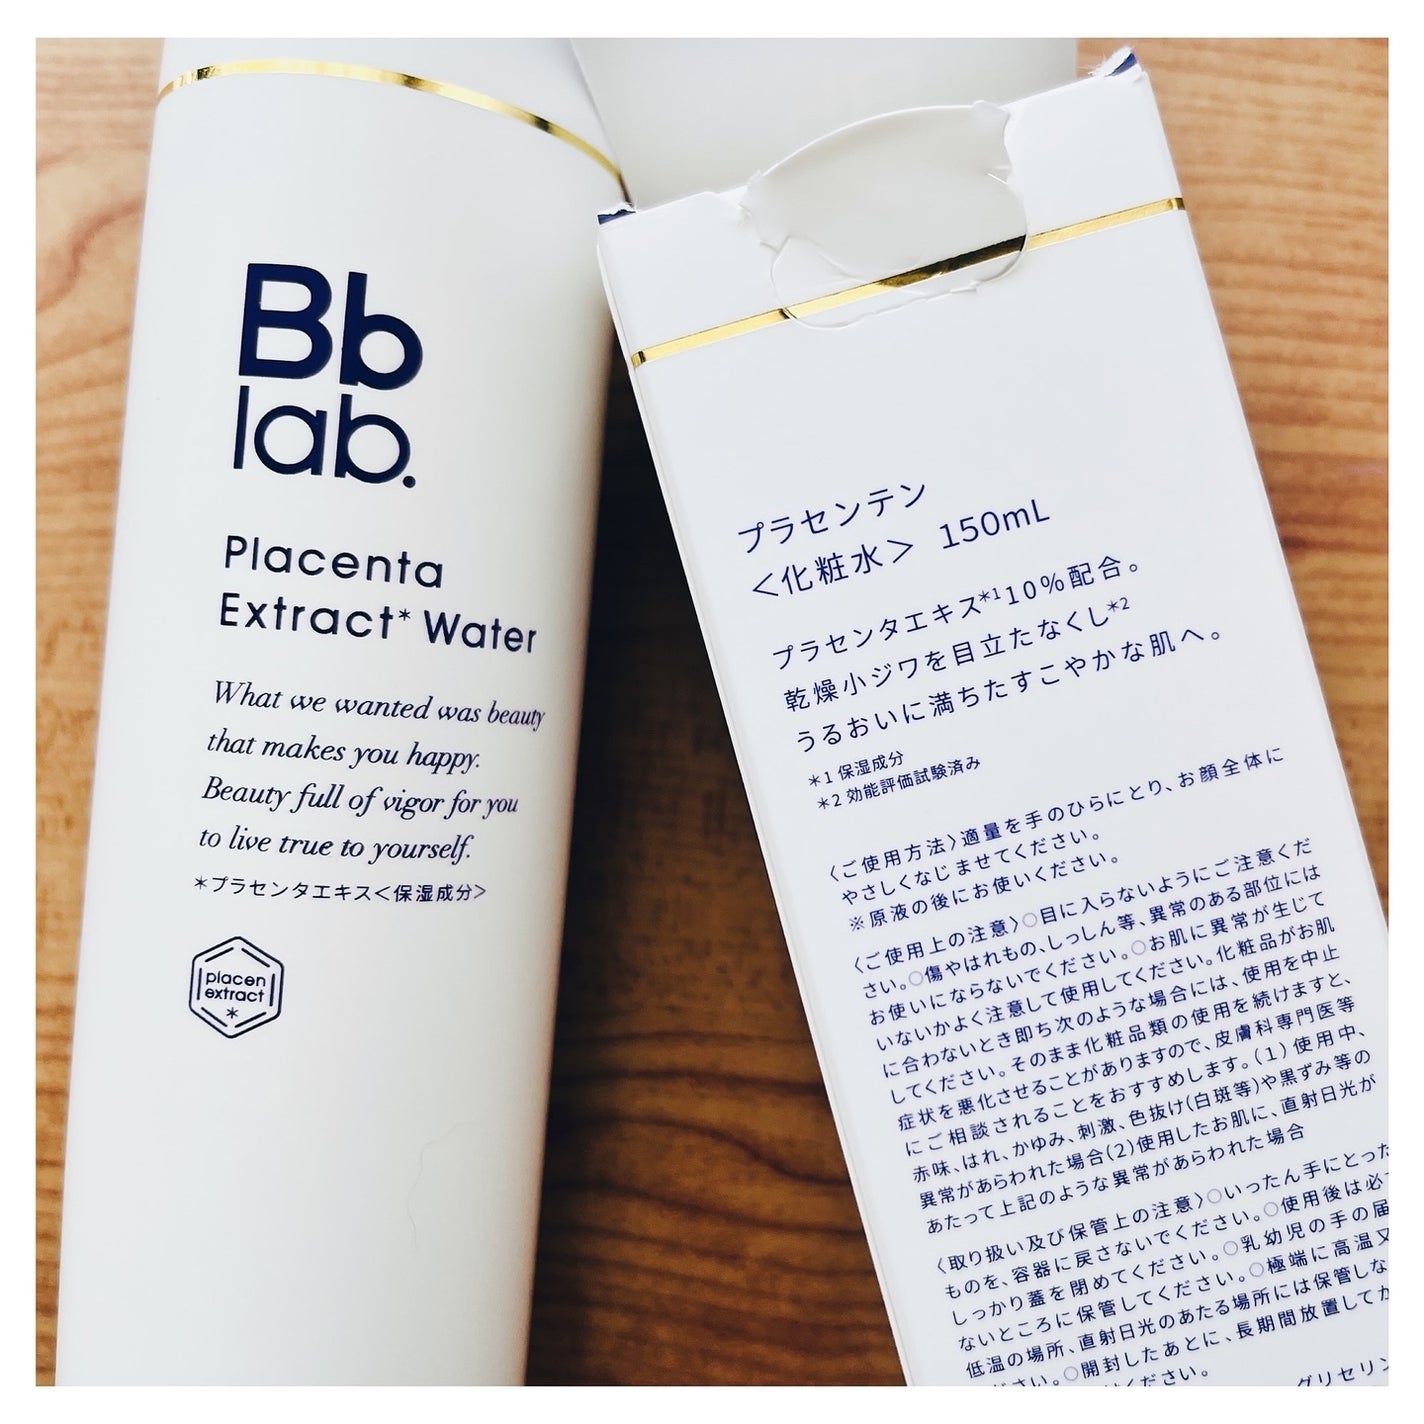 Bb
lab.
Placenta
Extract* Water
What we wanted was beauty
that makes you happy.
Beauty full of vigor for you
to live true to yourself.
*プラセンタエキス<保湿成分>
placen
extract
*
プラセンテン
<化粧水> 150mL
プラセンタエキス*1 10%配合。
乾燥小ジワを目立たなくし*2
うるおいに満ちたすこやかな肌へ。
*1 保湿成分
*2 効能評価試験済み
〈ご使用方法〉適量を手のひらにとり、お顔全体に
やさしくなじませてください。
※原液の後にお使いください。
〈ご使用上の注意〉○目に入らないようにご注意くだ
さい。○傷やはれもの、しっしん等、異常のある部位には
お使いにならないでください。○お肌に異常が生じて
いないかよく注意して使用してください。化粧品がお肌
に合わないとき即ち次のような場合には、使用を中止
してください。そのまま化粧品類の使用を続けますと、
症状を悪化させることがありますので、皮膚科専門医等
にご相談されることをおすすめします。(1)使用中、
赤味、はれ、かゆみ、刺激、色抜け(白斑等)や黒ずみ等の
異常があらわれた場合(2)使用したお肌に、直射日光が
あたって上記のような異常があらわれた場合
〈取り扱い及び保管上の注意〉○いったん手にとった
ものを、容器に戻さないでください。○使用後は必
しっかり蓋を閉めてください。○乳幼児の手の届
ないところに保管してください。○極端に高温又
低温の場所、直射日光のあたる場所には保管しな
さい。○開封したあとに、長期間放置して
ください。
グリセリン